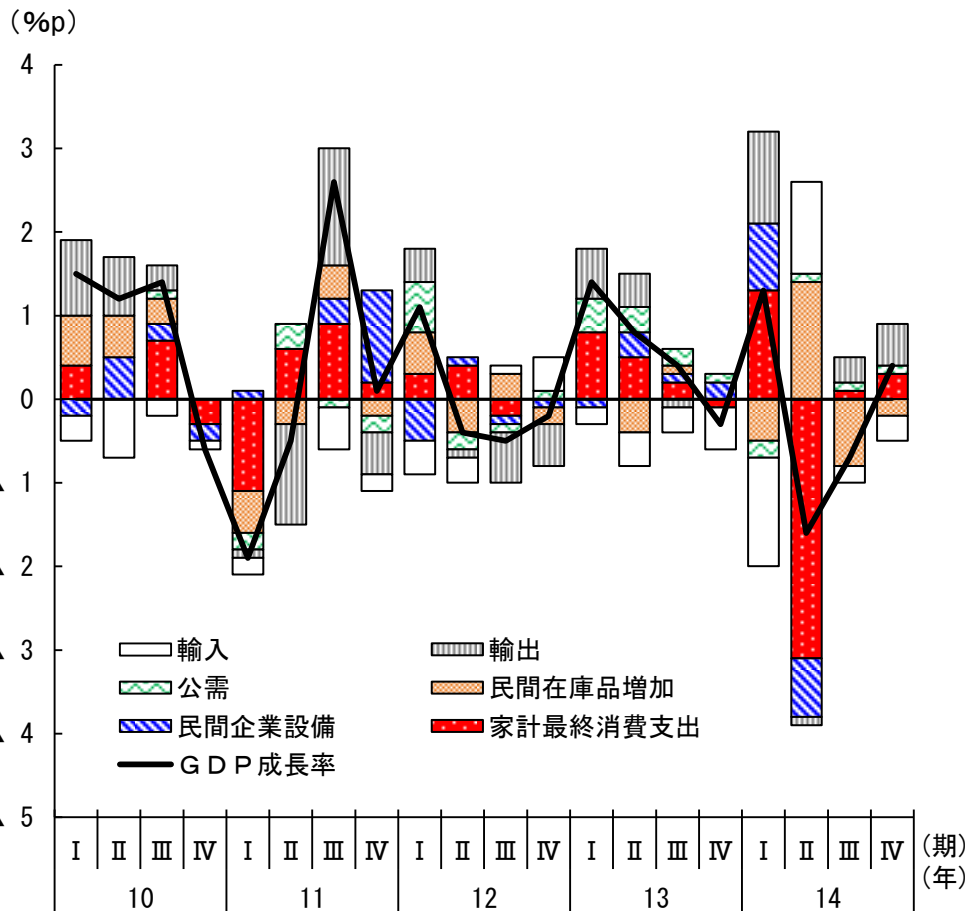 （%p）
4
3
2
1
0
▲ 1
▲ 2
▲ 3
▲ 4
▲ 5
輸入 輸出
公需 民間在庫品増加
民間企業設備 家計最終消費支出
ＧＤＰ成長率
Ⅰ Ⅱ Ⅲ Ⅳ Ⅰ Ⅱ Ⅲ Ⅳ Ⅰ Ⅱ Ⅲ Ⅳ Ⅰ Ⅱ Ⅲ Ⅳ Ⅰ Ⅱ Ⅲ Ⅳ （期）
10 11 12 13 14 （年）